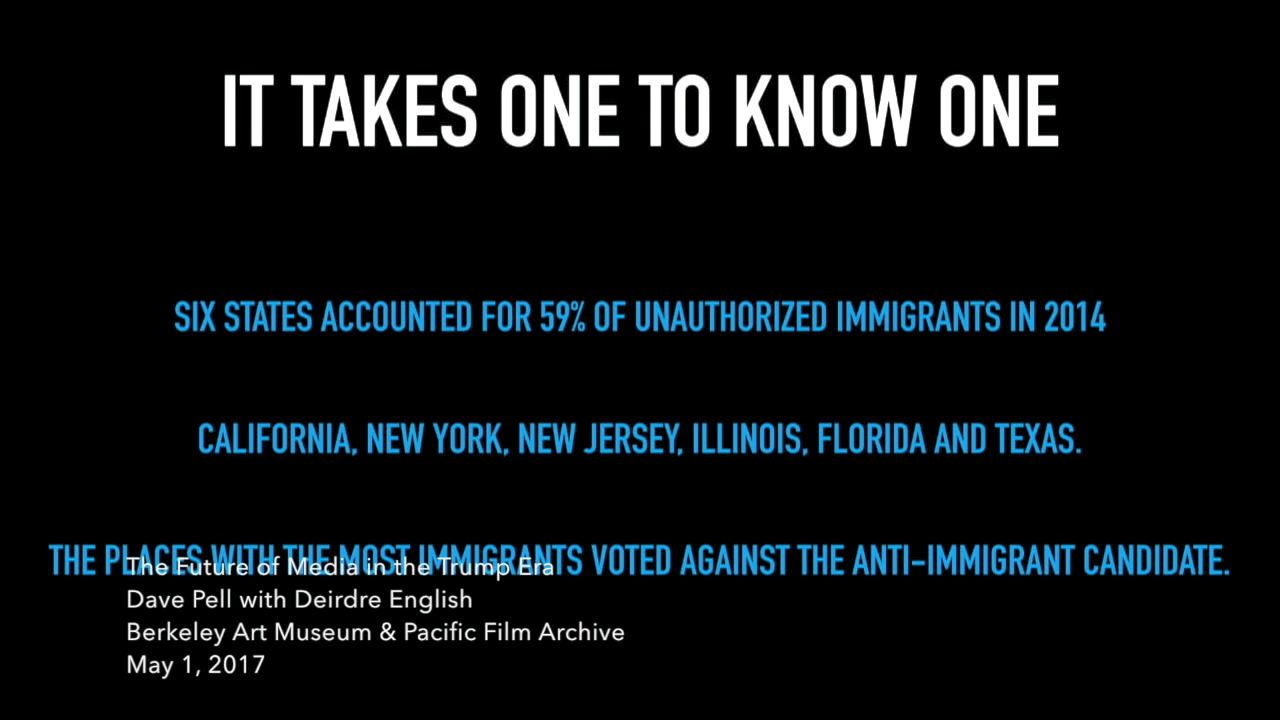 IT TAKES ONE TO KNOW ONE
SIX STATES ACCOUNTED FOR 59% OF UNAUTHORIZED IMMIGRANTS IN 2014
CALIFORNIA, NEW YORK, NEW JERSEY, ILLINOIS, FLORIDA AND TEXAS.
THE PLACES WITH THE MOST IMMIGRANTS VOTED AGAINST THE ANTI-IMMIGRANT CANDIDATE.
The Future of Media in the Trump Era
Dave Pell with Deirdre English
Berkeley Art Museum & Pacific Film Archive
May 1, 2017